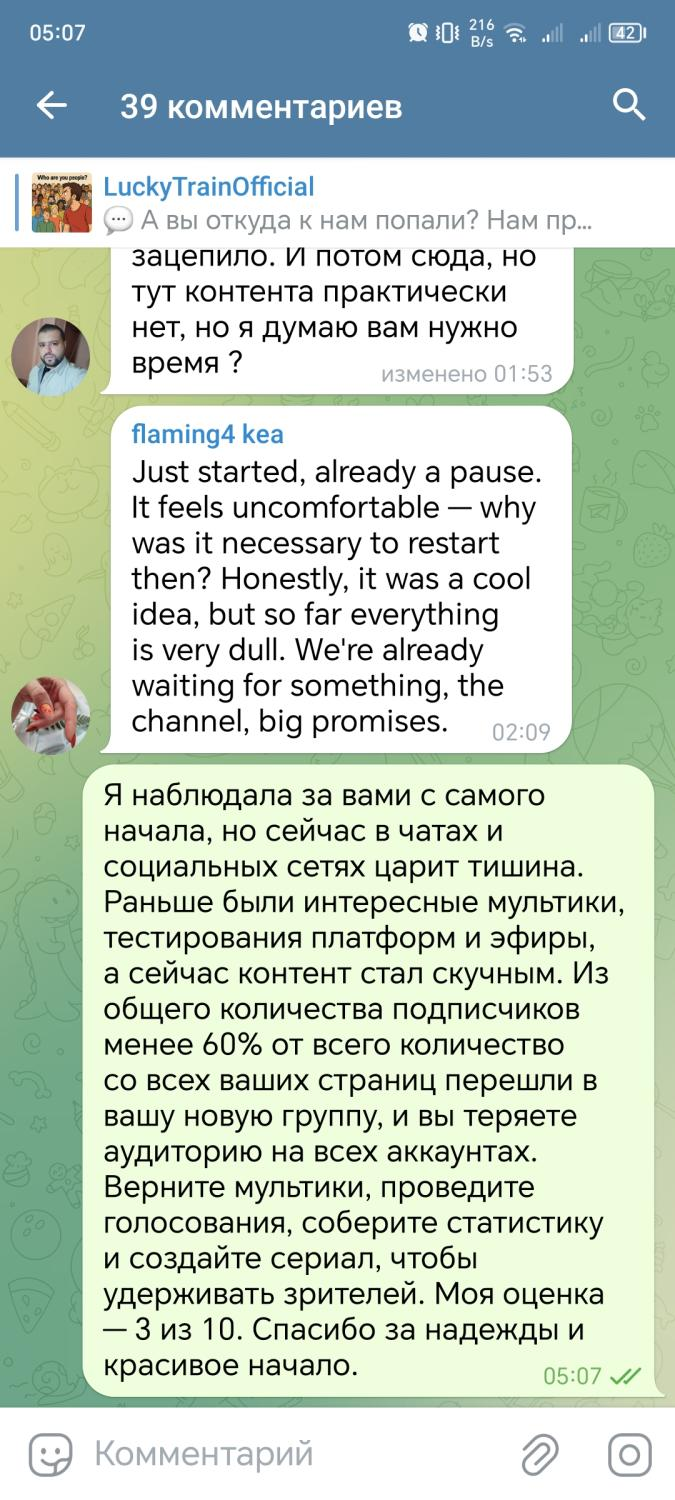 05:07
216
B/s
42
39 комментариев
Who are you people?
LuckyTrainOfficial
💬 А вы откуда к нам попали? Нам пр...
зацепило. И потом сюда, но
тут контента практически
нет, но я думаю вам нужно
время ?
изменено 01:53
flaming4 kea
Just started, already a pause.
It feels uncomfortable — why
was it necessary to restart
then? Honestly, it was a cool
idea, but so far everything
is very dull. We're already
waiting for something, the
channel, big promises.
02:09
Я наблюдала за вами с самого
начала, но сейчас в чатах и
социальных сетях царит тишина.
Раньше были интересные мультики,
тестирования платформ и эфиры,
а сейчас контент стал скучным. Из
общего количества подписчиков
менее 60% от всего количество
со всех ваших страниц перешли в
вашу новую группу, и вы теряете
аудиторию на всех аккаунтах.
Верните мультики, проведите
голосования, соберите статистику
и создайте сериал, чтобы
удерживать зрителей. Моя оценка
— 3 из 10. Спасибо за надежды и
красивое начало.
05:07
Комментарий